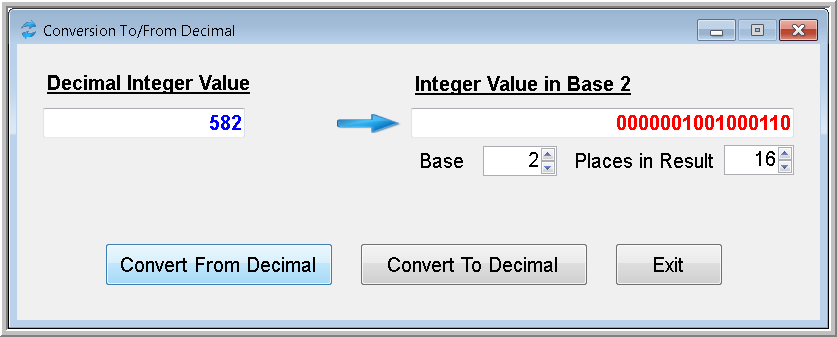 Conversion To/From Decimal
Decimal Integer Value
Integer Value in Base 2
582
0000001001000110
Base 2 Places in Result 16
Convert From Decimal Convert To Decimal Exit